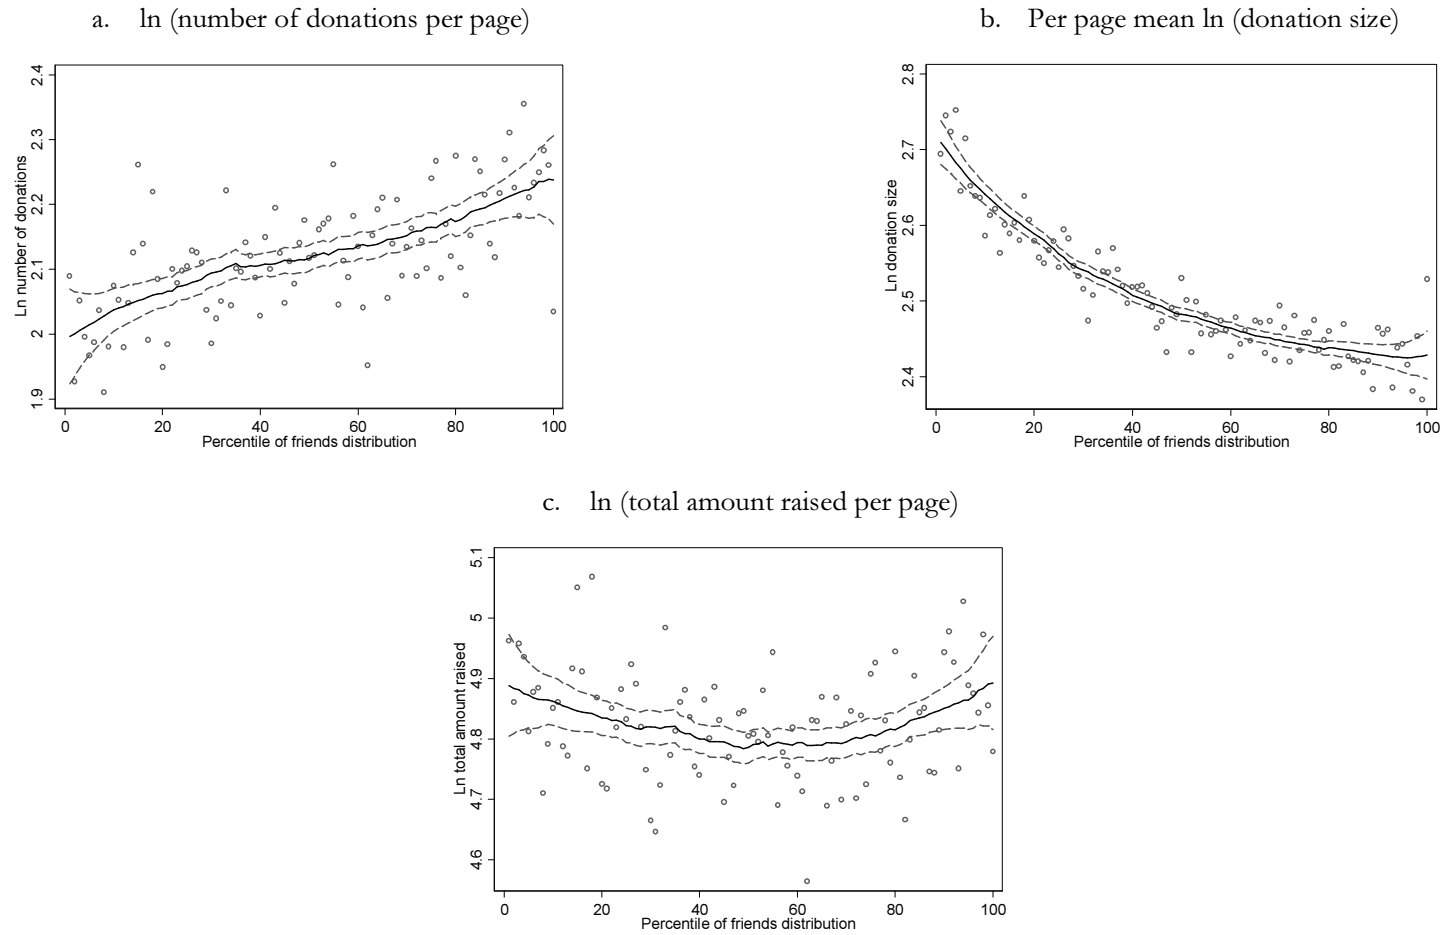 a. ln (number of donations per page)
2.4
2.3
2.2
2.1
2
1.9
Ln number of donations
0 20 40 60 80 100
Percentile of friends distribution
b. Per page mean ln (donation size)
2.8
2.7
2.6
2.5
2.4
Ln donation size
0 20 40 60 80 100
Percentile of friends distribution
c. ln (total amount raised per page)
5.1
5
4.9
4.8
4.7
4.6
Ln total amount raised
0 20 40 60 80 100
Percentile of friends distribution